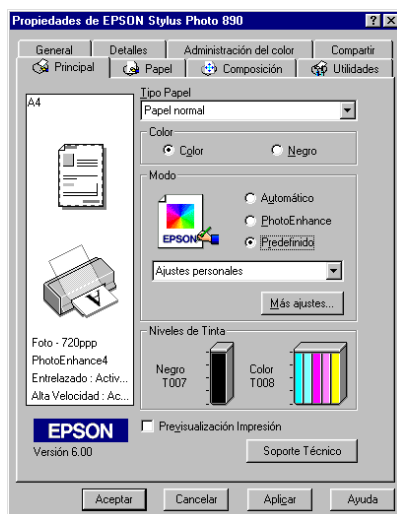 Propiedades de EPSON Stylus Photo 890
General Detalles Administración del color Compartir
Principal Papel Composición Utilidades
A4
Tipo Papel
Papel normal
Color
Color Negro
Modo
Automático
PhotoEnhance
Predefinido
EPSON
Ajustes personales
Más ajustes...
Niveles de Tinta
Negro
T007
Color
T008
Foto - 720ppp
PhotoEnhance4
Entrelazado : Activ...
Alta Velocidad : Ac...
EPSON
Versión 6.00
Previsualización Impresión
Soporte Técnico
Aceptar Cancelar Aplicar Ayuda